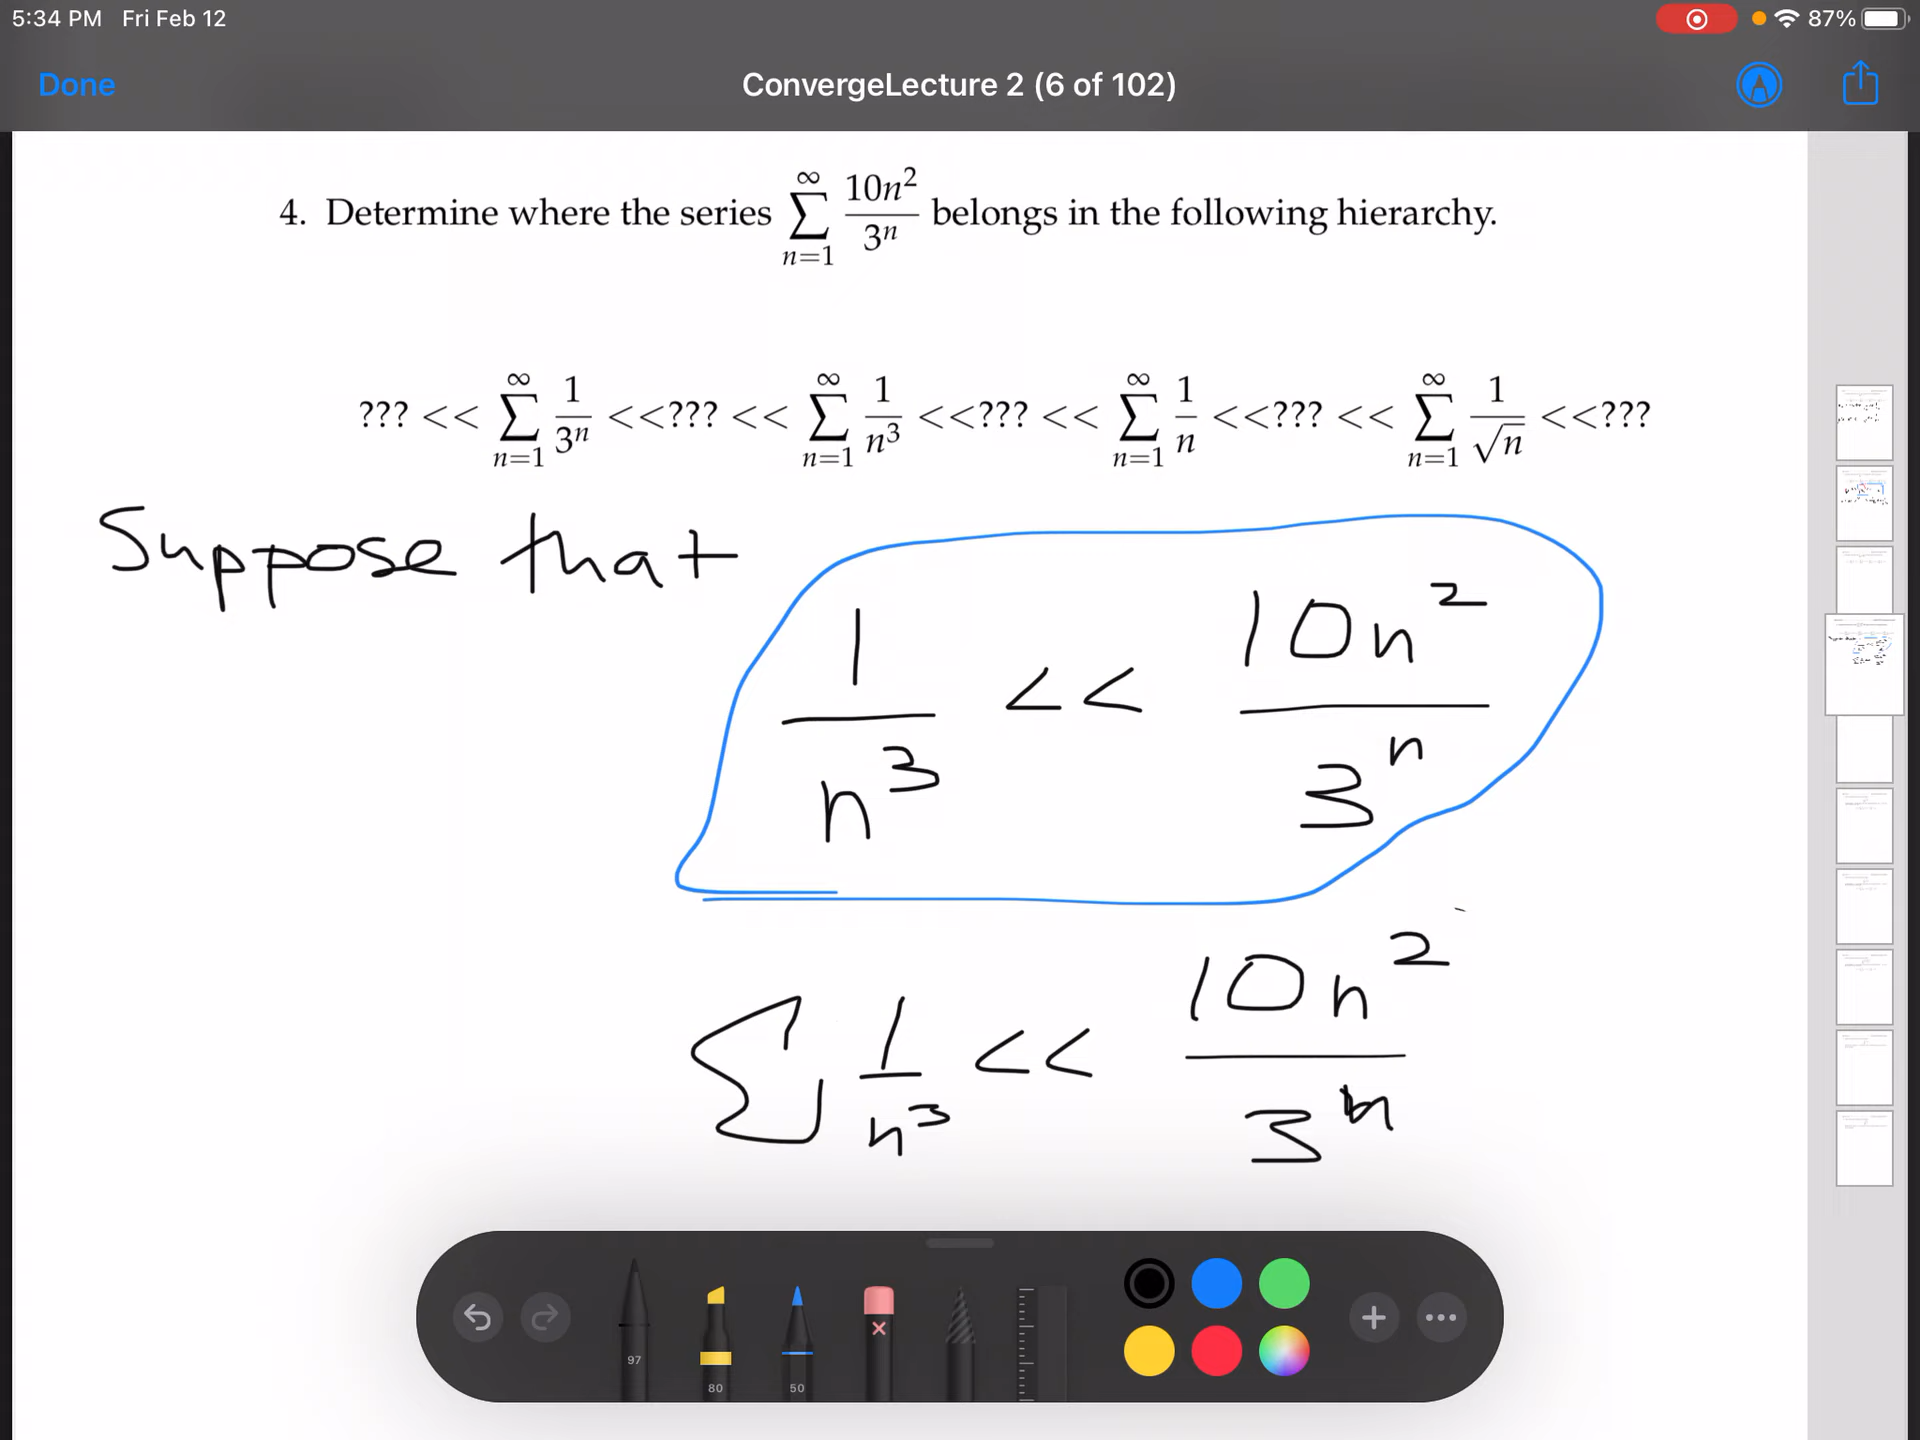 5:34 PM Fri Feb 12 87%
Done ConvergeLecture 2 (6 of 102)
4. Determine where the series ∑_{n=1}^{∞} 10n²/3ⁿ belongs in the following hierarchy.
??? << ∑_{n=1}^{∞} 1/3ⁿ <<??? << ∑_{n=1}^{∞} 1/n³ <<??? << ∑_{n=1}^{∞} 1/n <<??? << ∑_{n=1}^{∞} 1/√n <<???
Suppose that
1/n³ << 10n²/3ⁿ
∑ 1/n³ << 10n²/3ⁿ
97 80 50